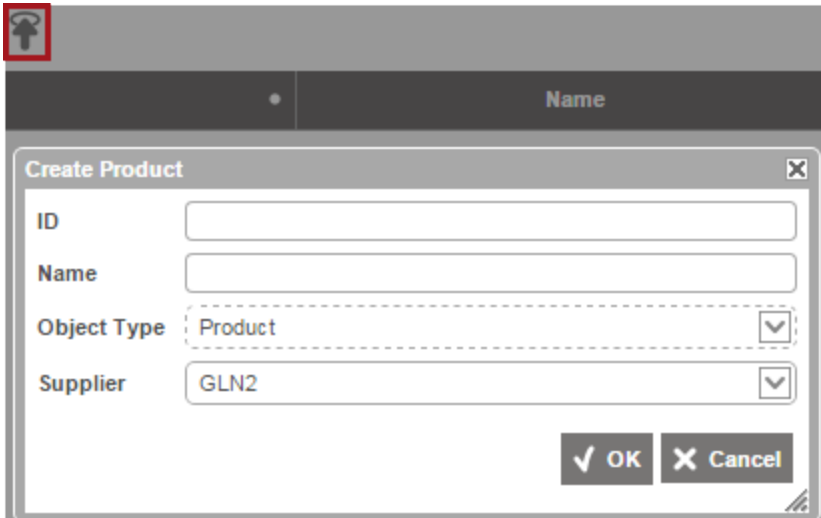 Name
Create Product
ID
Name
Object Type Product
Supplier GLN2
OK Cancel